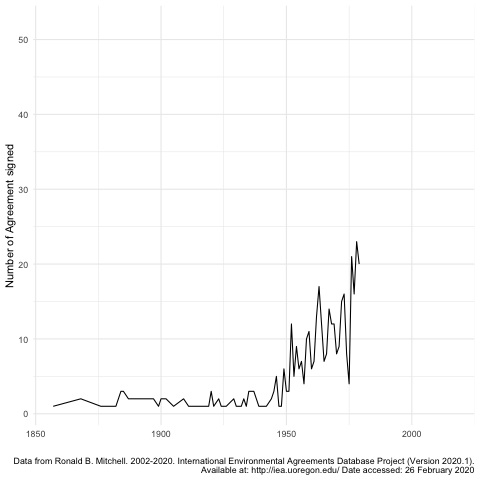 50
40
30
20
10
0
Number of Agreement signed
1850 1900 1950 2000
Data from Ronald B. Mitchell. 2002-2020. International Environmental Agreements Database Project (Version 2020.1).
Available at: http://iea.uoregon.edu/ Date accessed: 26 February 2020